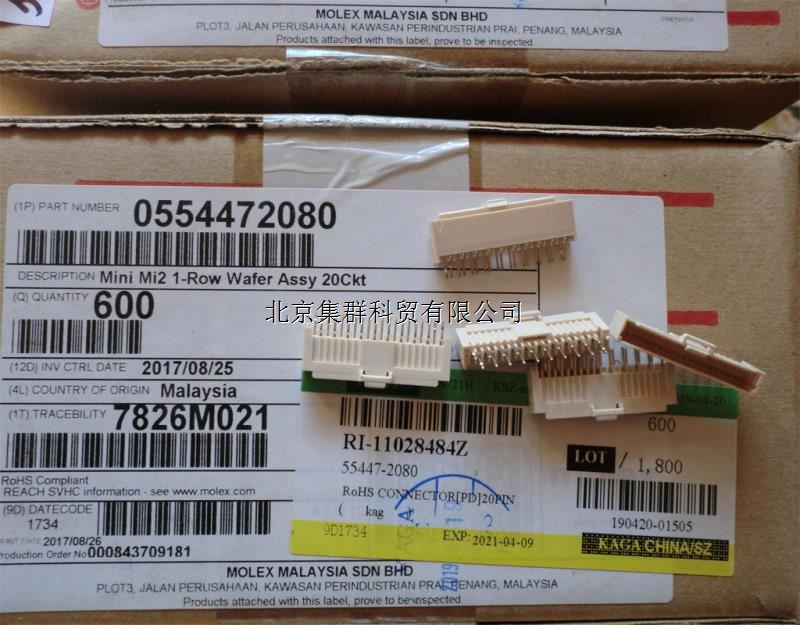 MOLEX MALAYSIA SDN BHD
PLOT3, JALAN PERUSAHAAN, KAWASAN PERINDUSTRIAN PRAI, PENANG, MALAYSIA
Products attached with this label, prove to be inspected.
(1P) PART NUMBER 0554472080
DESCRIPTION Mini Mi2 1-Row Wafer Assy 20Ckt
(Q) QUANTITY 600
北京集群科贸有限公司
(12D) INV CTRL DATE 2017/08/25
(4L) COUNTRY OF ORIGIN Malaysia
(1T) TRACEBILITY 7826M021
RoHS Compliant
REACH SVHC information - see www.molex.com
(9D) DATECODE
1734
PRINT DATE 2017/08/26
Production Order No 000843709181
MOLEX MALAYSIA SDN BHD
PLOT3, JALAN PERUSAHAAN, KAWASAN PERINDUSTRIAN PRAI, PENANG, MALAYSIA
Products attached with this label, prove to be inspected.
RI-11028484Z
55447-2080
RoHS CONNECTOR[PD]20PIN
( kag
9D1734
EXP: 2021-04-09
600
LOT / 1,800
190420-01505
KAGA CHINA/SZ